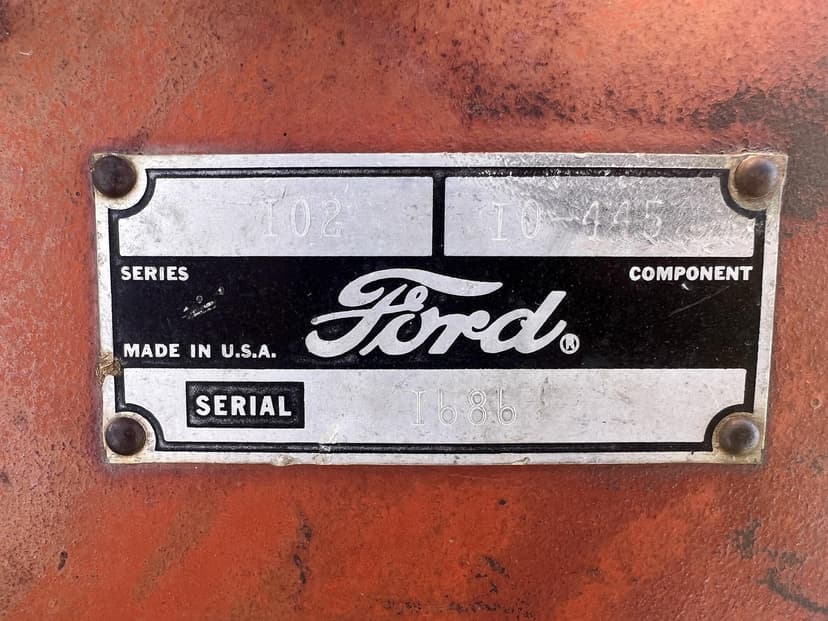 102 10-445
SERIES COMPONENT
Ford®
MADE IN U.S.A.
SERIAL 1686